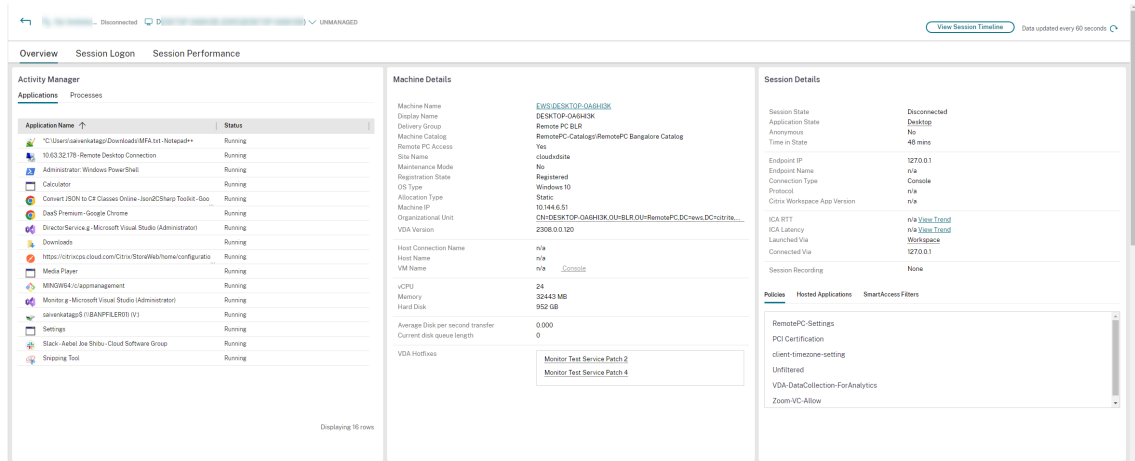 Disconnected
UNMANAGED
View Session Timeline
Data updated every 60 seconds
Overview Session Logon Session Performance
Activity Manager
Applications Processes
Application Name Status
"C:\Users\saivenkatagp\Downloads\MFA.txt - Notepad++ Running
10.63.32.178 - Remote Desktop Connection Running
Administrator: Windows PowerShell Running
Calculator Running
Convert JSON to C# Classes Online - Json2CSharp Toolkit - Goo... Running
DaaS Premium - Google Chrome Running
DirectorService.g - Microsoft Visual Studio (Administrator) Running
Downloads Running
https://citrixcps.cloud.com/Citrix/StoreWeb/home/configuratio... Running
Media Player Running
MINGW64:/c/appmanagement Running
Monitor.g - Microsoft Visual Studio (Administrator) Running
saivenkatagpS (\\BANPFILER01) (V:) Running
Settings Running
Slack - Aebel Joe Shibu - Cloud Software Group Running
Snipping Tool Running
Displaying 16 rows
Machine Details
Machine Name EWS\DESKTOP-OA6HI3K
Display Name DESKTOP-OA6HI3K
Delivery Group Remote PC BLR
Machine Catalog RemotePC-Catalogs\RemotePC Bangalore Catalog
Remote PC Access Yes
Site Name cloudxdsite
Maintenance Mode No
Registration State Registered
OS Type Windows 10
Allocation Type Static
Machine IP 10.144.6.51
Organizational Unit CN=DESKTOP-OA6HI3K,OU=BLR,OU=RemotePC,DC=ews,DC=citrite,...
VDA Version 2308.0.0.120
Host Connection Name n/a
Host Name n/a
VM Name n/a Console
vCPU 24
Memory 32443 MB
Hard Disk 952 GB
Average Disk per second transfer 0.000
Current disk queue length 0
VDA Hotfixes
Monitor Test Service Patch 2
Monitor Test Service Patch 4
Session Details
Session State Disconnected
Application State Desktop
Anonymous No
Time in State 48 mins
Endpoint IP 127.0.0.1
Endpoint Name n/a
Connection Type Console
Protocol n/a
Citrix Workspace App Version n/a
ICA RTT n/a View Trend
ICA Latency n/a View Trend
Launched Via Workspace
Connected Via 127.0.0.1
Session Recording None
Policies Hosted Applications SmartAccess Filters
RemotePC-Settings
PCI Certification
client-timezone-setting
Unfiltered
VDA-DataCollection-ForAnalytics
Zoom-VC-Allow